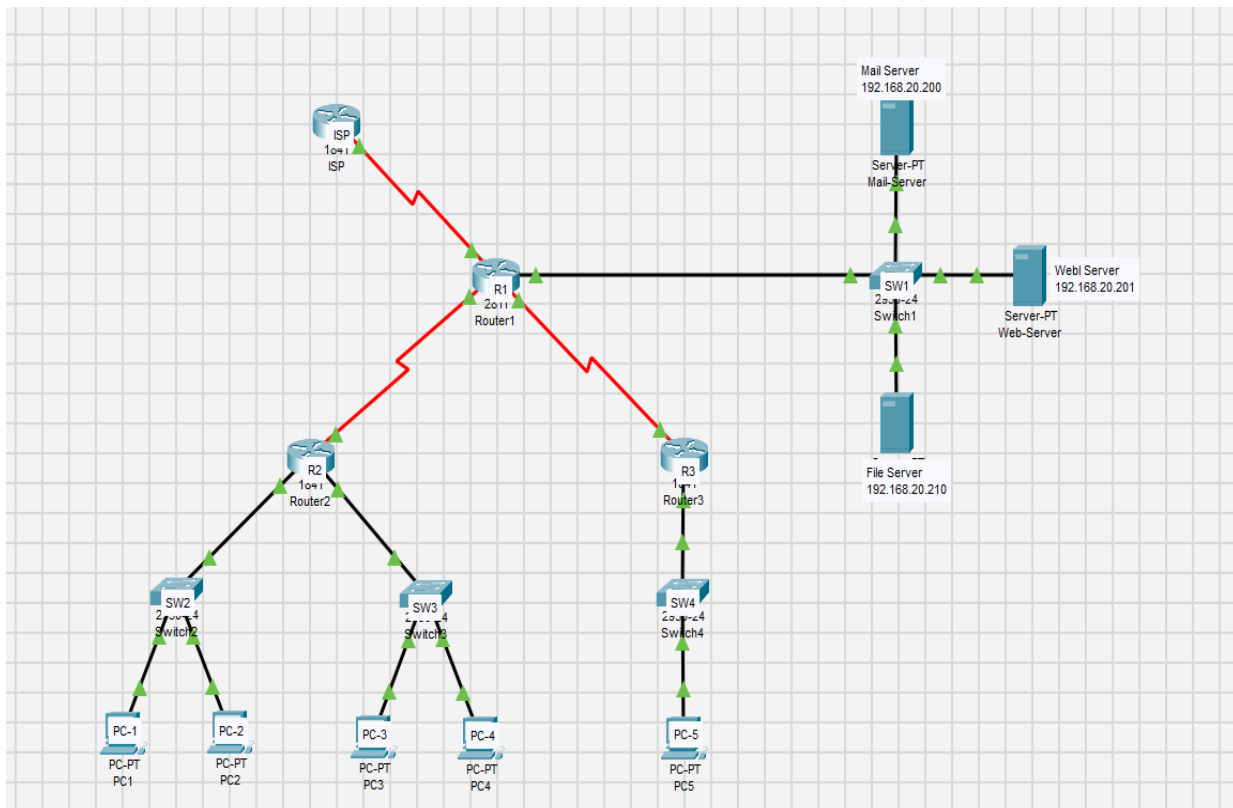 Mail Server
192.168.20.200
Server-PT
Mail-Server
ISP
ISP
R1
Router1
SW1
Switch1
Webl Server
192.168.20.201
Server-PT
Web-Server
File Server
192.168.20.210
R2
Router2
R3
Router3
SW2
Switch2
SW3
Switch3
SW4
Switch4
PC-1
PC-PT
PC1
PC-2
PC-PT
PC2
PC-3
PC-PT
PC3
PC-4
PC-PT
PC4
PC-5
PC-PT
PC5